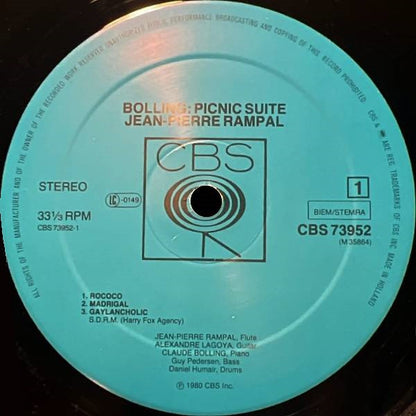 ALL RIGHTS OF THE MANUFACTURER AND OF THE OWNER OF THE RECORDED WORK RESERVED UNAUTHORIZED PUBLIC PERFORMANCE BROADCASTING AND COPYING OF THIS RECORD PROHIBITED
CBS & ARE REG. TRADEMARKS OF CBS INC MADE IN HOLLAND
BOLLING: PICNIC SUITE
JEAN-PIERRE RAMPAL
CBS
STEREO
LC-0149
1
33⅓ RPM
CBS 73952-1
BIEM/STEMRA
CBS 73952
(M 35864)
1. ROCOCO
2. MADRIGAL
3. GAYLANCHOLIC
S.D.R.M. (Harry Fox Agency)
JEAN-PIERRE RAMPAL, Flute
ALEXANDRE LAGOYA, Guitar
CLAUDE BOLLING, Piano
Guy Pedersen, Bass
Daniel Humair, Drums
℗ 1980 CBS Inc.